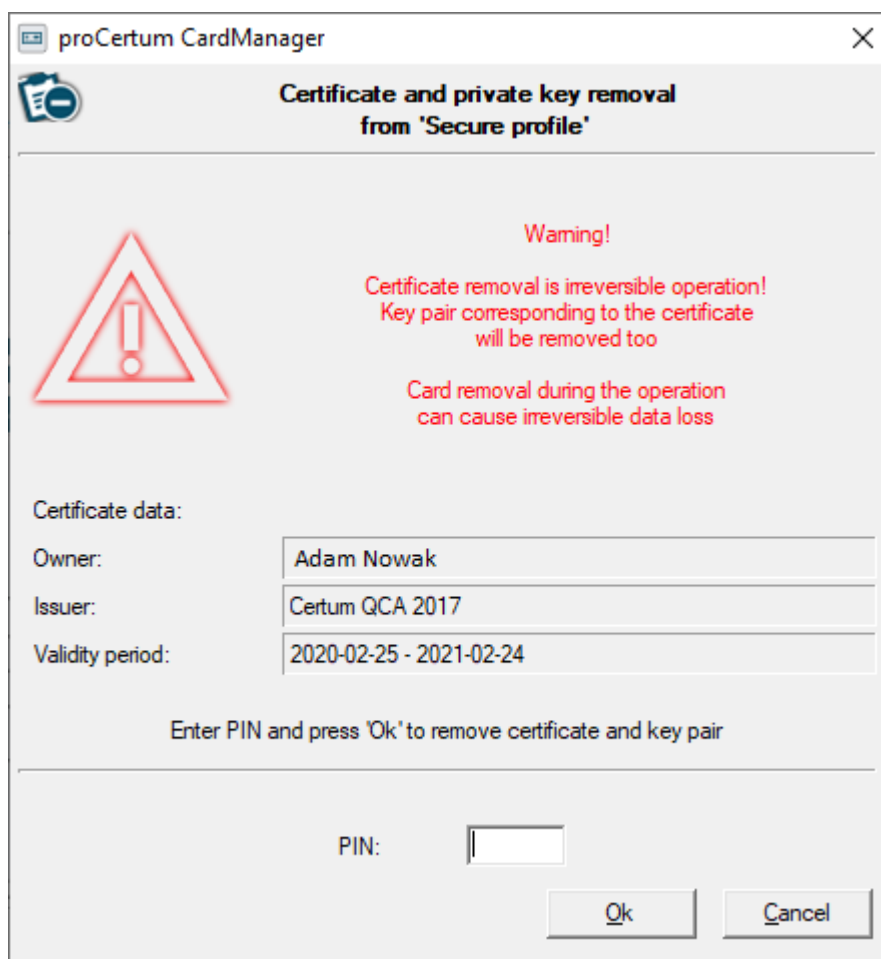 proCertum CardManager
Certificate and private key removal
from 'Secure profile'
Warning!
Certificate removal is irreversible operation!
Key pair corresponding to the certificate
will be removed too
Card removal during the operation
can cause irreversible data loss
Certificate data:
Owner: Adam Nowak
Issuer: Certum QCA 2017
Validity period: 2020-02-25 - 2021-02-24
Enter PIN and press 'Ok' to remove certificate and key pair
PIN:
Ok Cancel